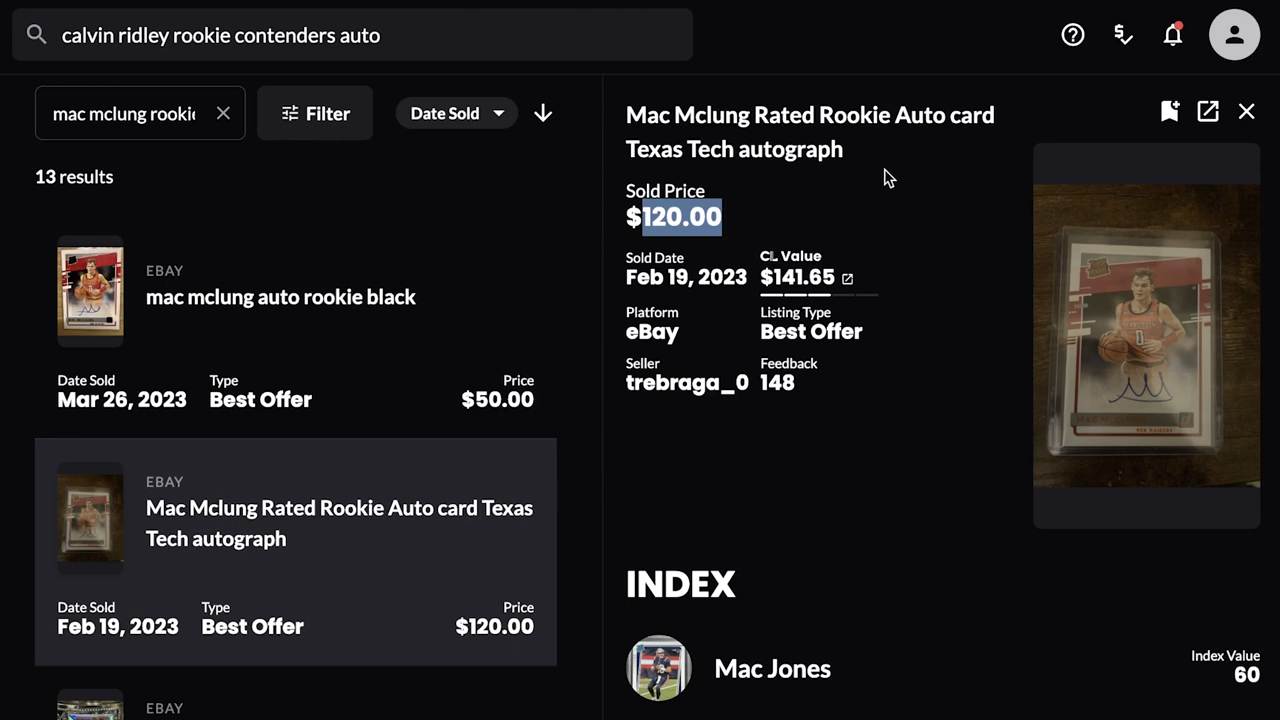 calvin ridley rookie contenders auto
mac mclung rookie
Filter
Date Sold
13 results
EBAY
mac mclung auto rookie black
Date Sold
Mar 26, 2023
Type
Best Offer
Price
$50.00
EBAY
Mac Mclung Rated Rookie Auto card Texas
Tech autograph
Date Sold
Feb 19, 2023
Type
Best Offer
Price
$120.00
EBAY
Mac Mclung Rated Rookie Auto card
Texas Tech autograph
Sold Price
$120.00
Sold Date
Feb 19, 2023
CL Value
$141.65
Platform
eBay
Listing Type
Best Offer
Seller
trebraga_0
Feedback
148
INDEX
Mac Jones
Index Value
60